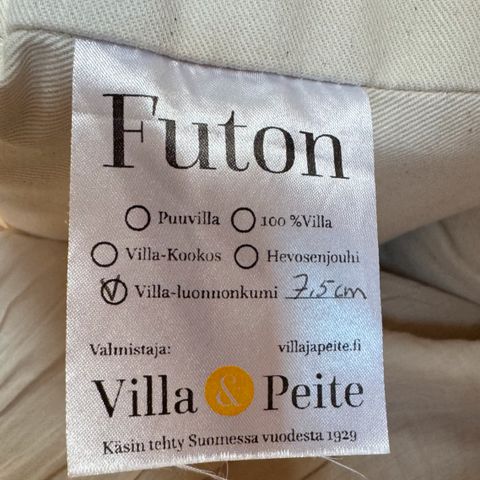 Futon
Puuvilla 100 %Villa
Villa-Kookos Hevosenjouhi
Villa-luonnonkumi 7,5 cm
Valmistaja: villajapeite.fi
Villa & Peite
Käsin tehty Suomessa vuodesta 1929